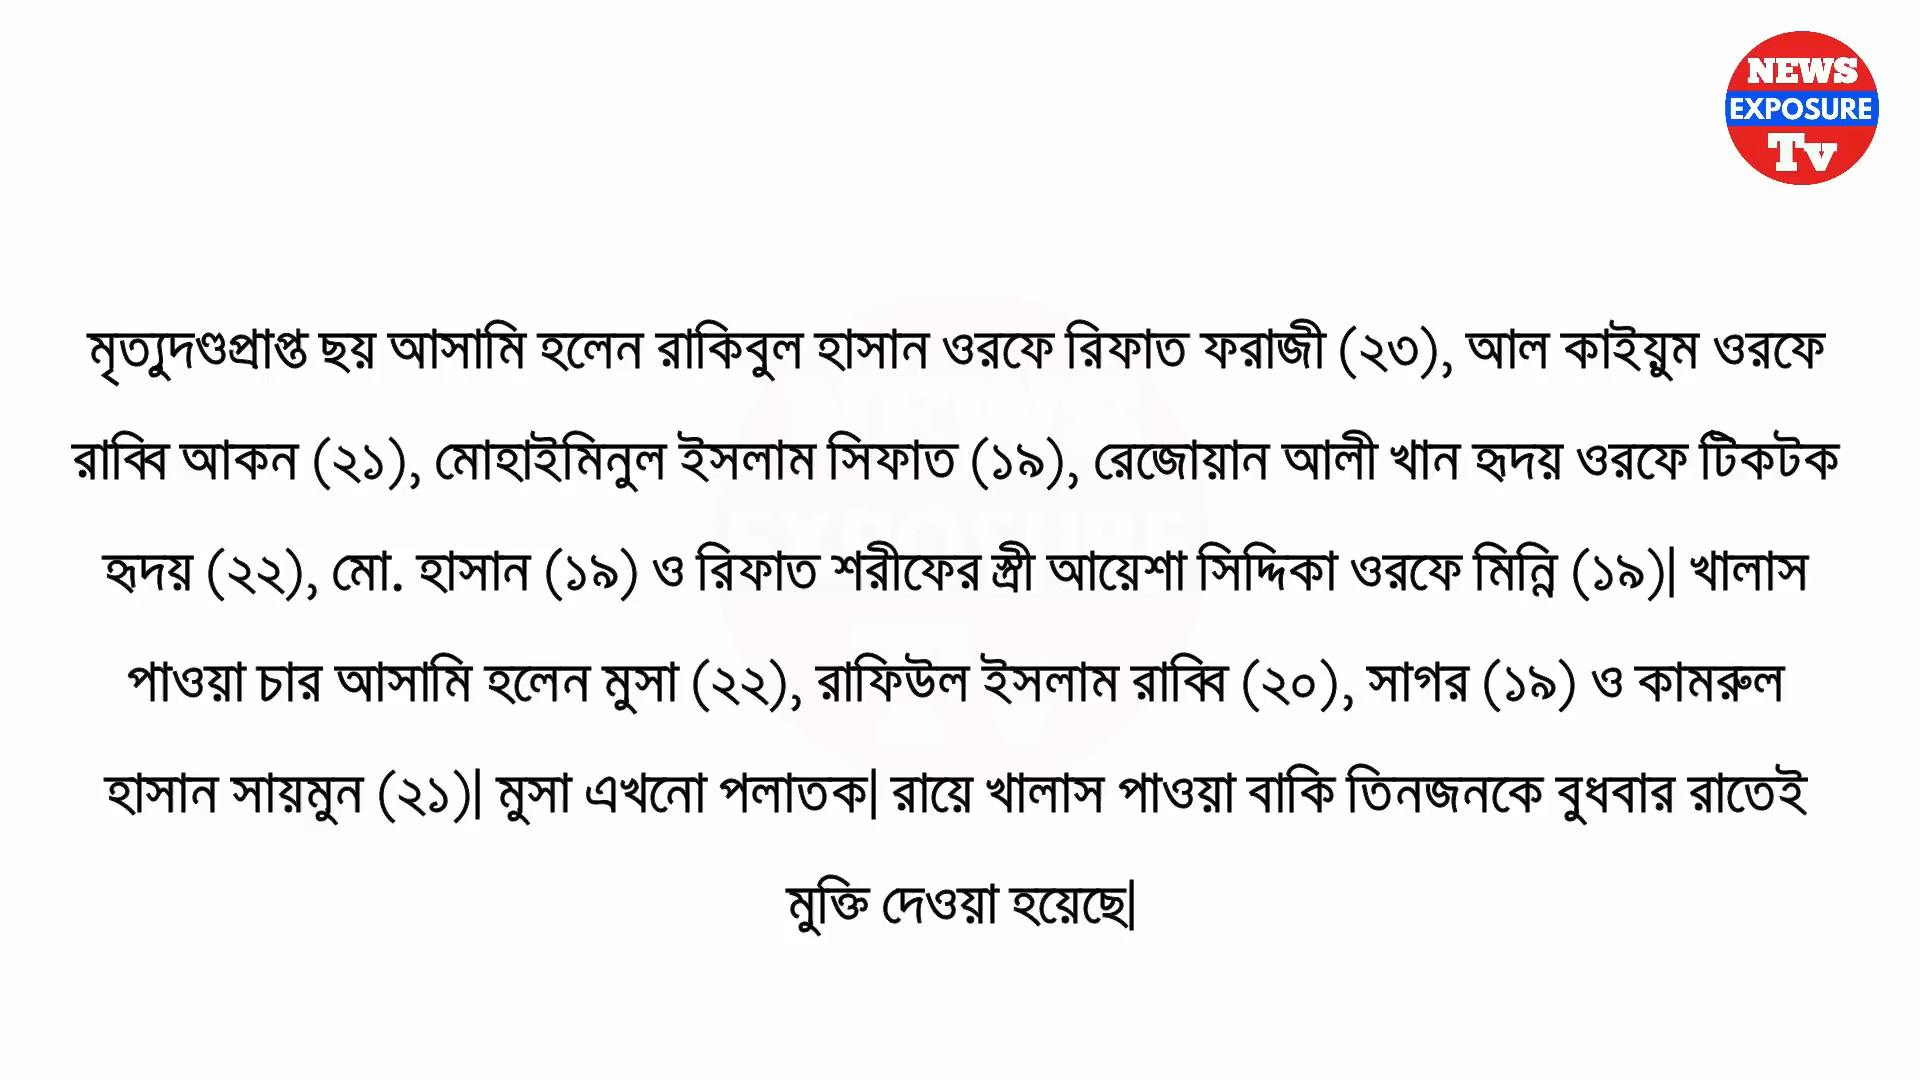 NEWS
EXPOSURE
Tv
মৃত্যুদণ্ডপ্রাপ্ত ছয় আসামি হলেন রাকিবুল হাসান ওরফে রিফাত ফরাজী (২৩), আল কাইয়ুম ওরফে
রাব্বি আকন (২১), মোহাইমিনুল ইসলাম সিফাত (১৯), রেজোয়ান আলী খান হৃদয় ওরফে টিকটক
হৃদয় (২২), মো. হাসান (১৯) ও রিফাত শরীফের স্ত্রী আয়েশা সিদ্দিকা ওরফে মিন্নি (১৯)| খালাস
পাওয়া চার আসামি হলেন মুসা (২২), রাফিউল ইসলাম রাব্বি (২০), সাগর (১৯) ও কামরুল
হাসান সায়মুন (২১)| মুসা এখনো পলাতক| রায়ে খালাস পাওয়া বাকি তিনজনকে বুধবার রাতেই
মুক্তি দেওয়া হয়েছে|